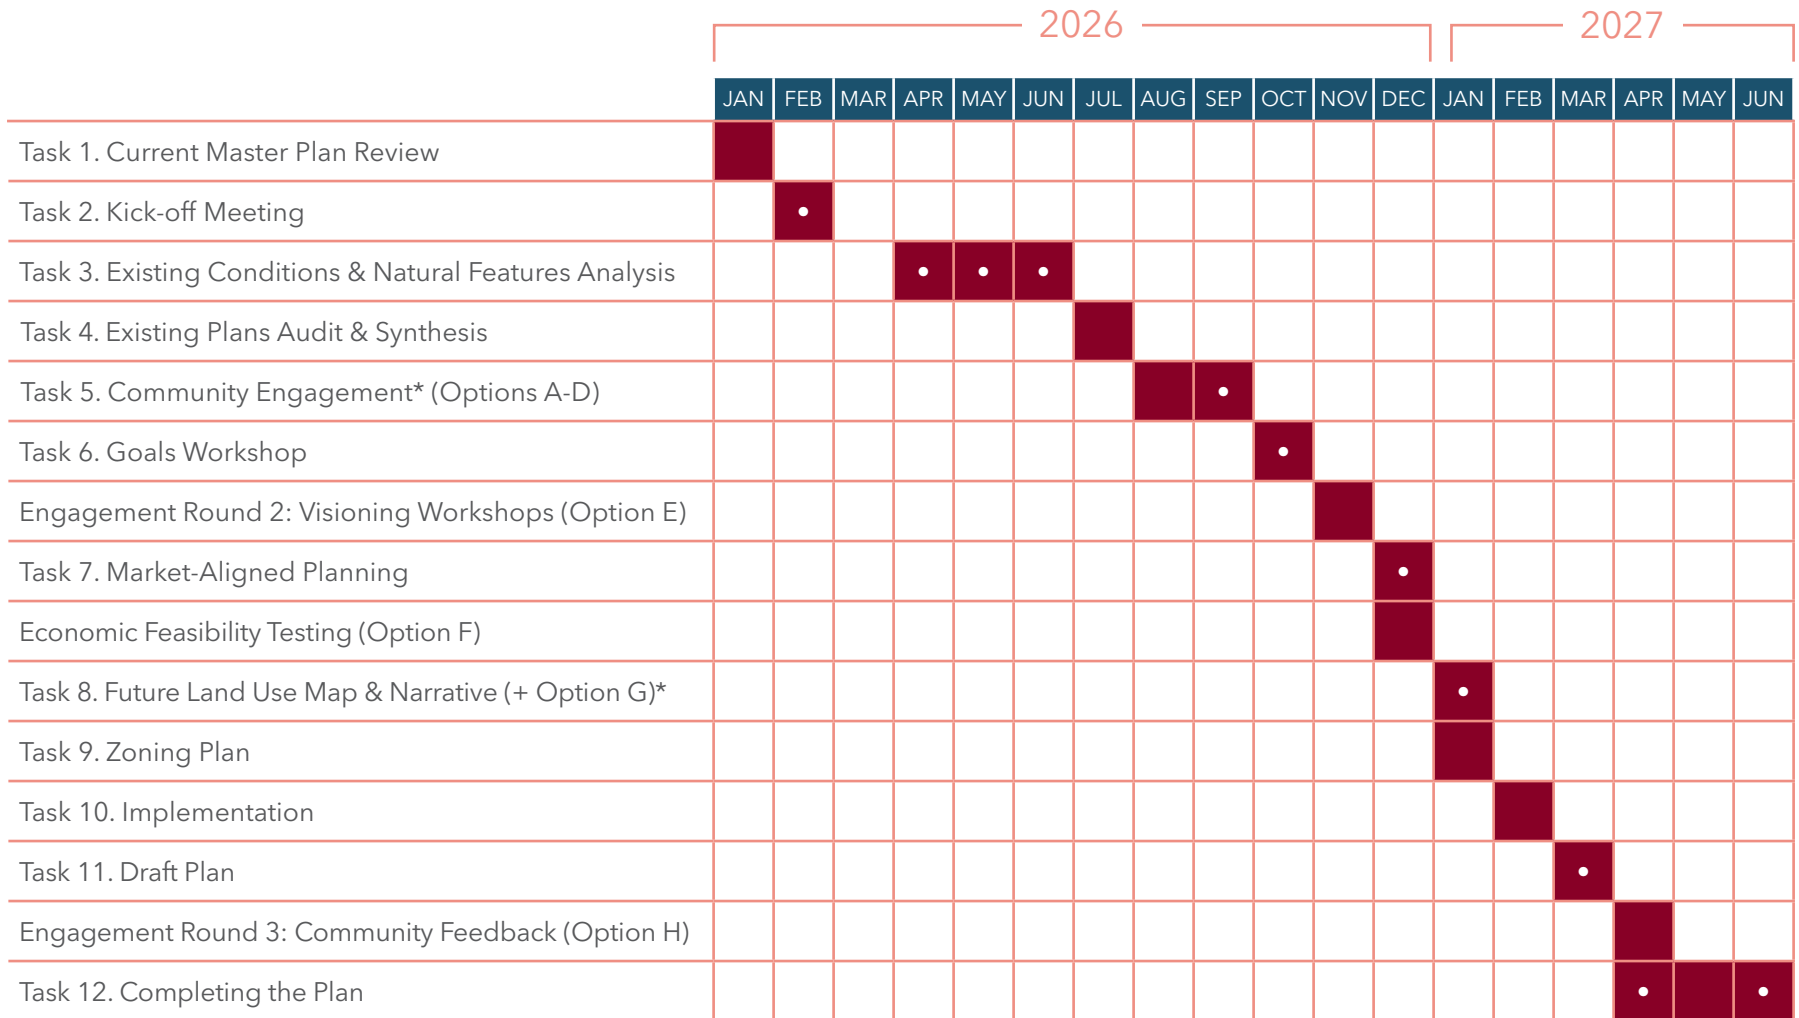 2026 2027
JAN FEB MAR APR MAY JUN JUL AUG SEP OCT NOV DEC JAN FEB MAR APR MAY JUN
Task 1. Current Master Plan Review
Task 2. Kick-off Meeting
Task 3. Existing Conditions & Natural Features Analysis
Task 4. Existing Plans Audit & Synthesis
Task 5. Community Engagement* (Options A-D)
Task 6. Goals Workshop
Engagement Round 2: Visioning Workshops (Option E)
Task 7. Market-Aligned Planning
Economic Feasibility Testing (Option F)
Task 8. Future Land Use Map & Narrative (+ Option G)*
Task 9. Zoning Plan
Task 10. Implementation
Task 11. Draft Plan
Engagement Round 3: Community Feedback (Option H)
Task 12. Completing the Plan